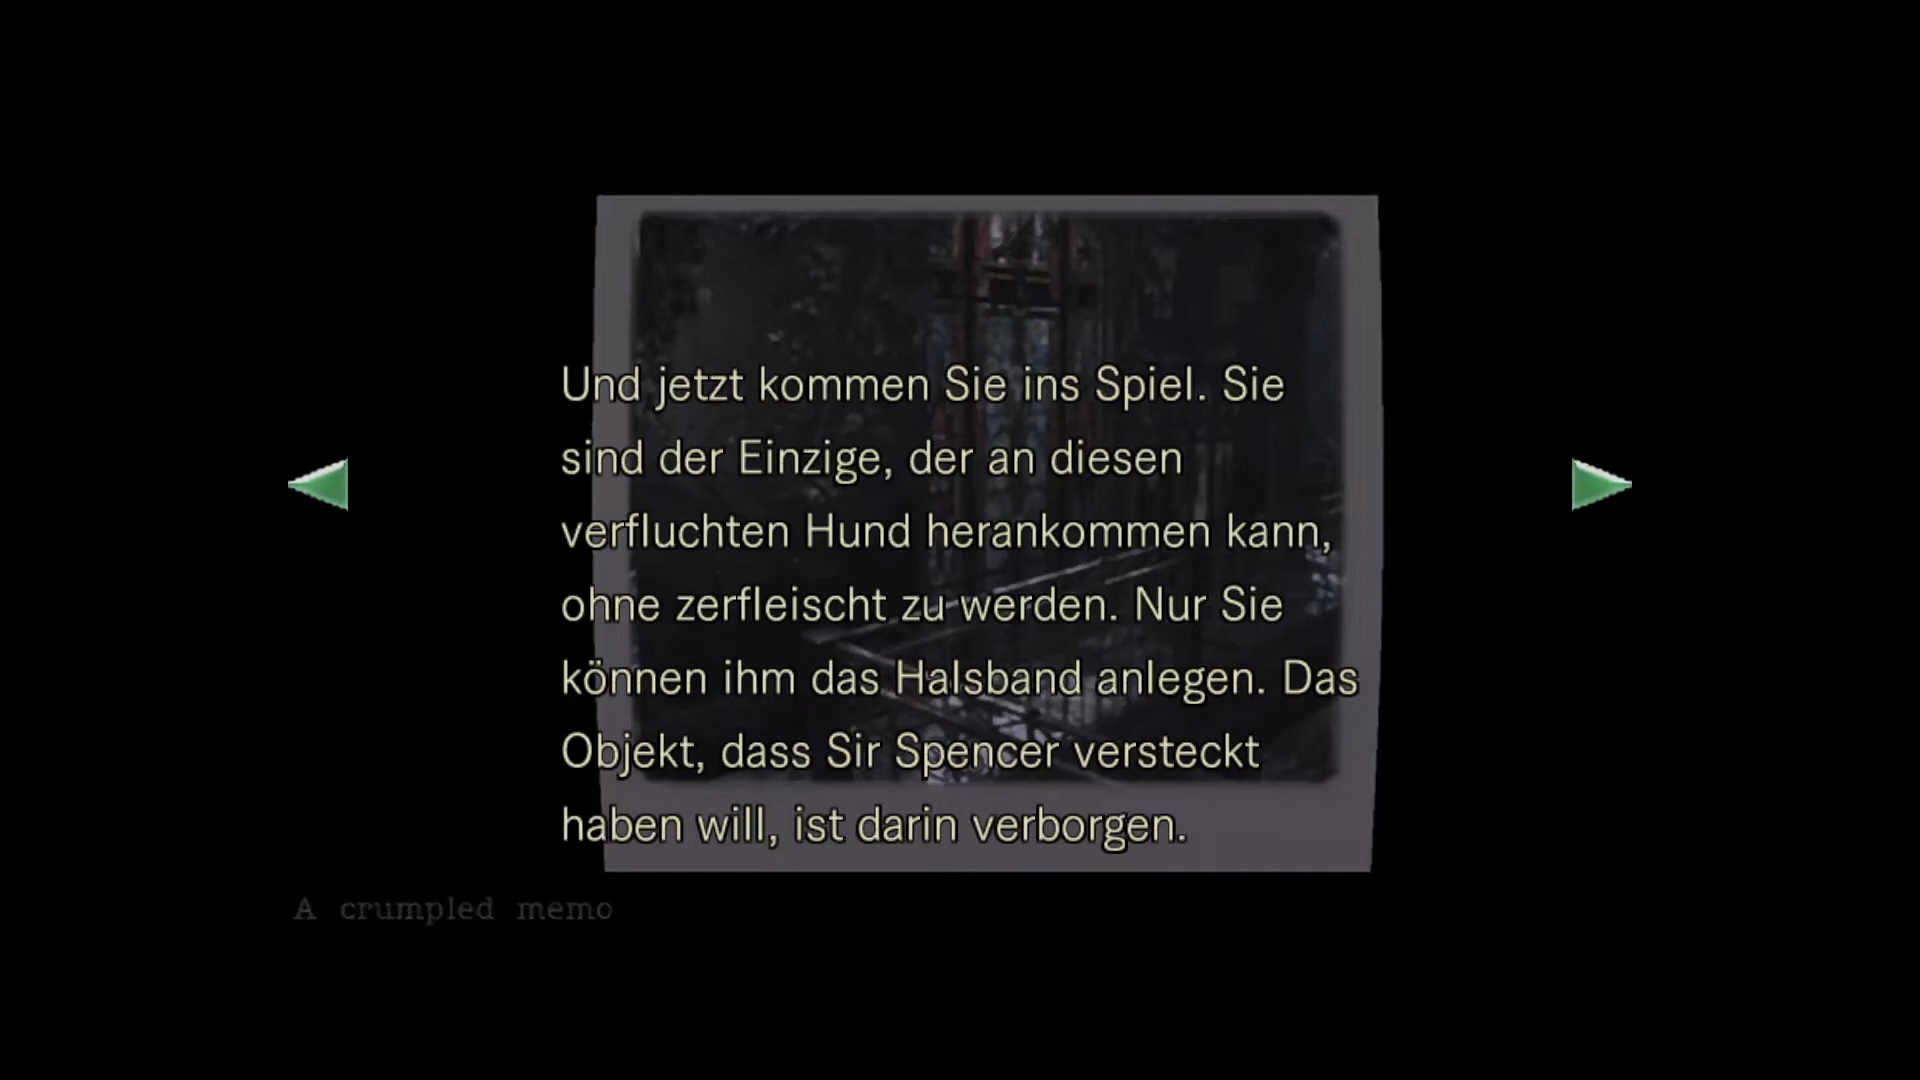 Und jetzt kommen Sie ins Spiel. Sie
sind der Einzige, der an diesen
verfluchten Hund herankommen kann,
ohne zerfleischt zu werden. Nur Sie
können ihm das Halsband anlegen. Das
Objekt, dass Sir Spencer versteckt
haben will, ist darin verborgen.
A crumpled memo